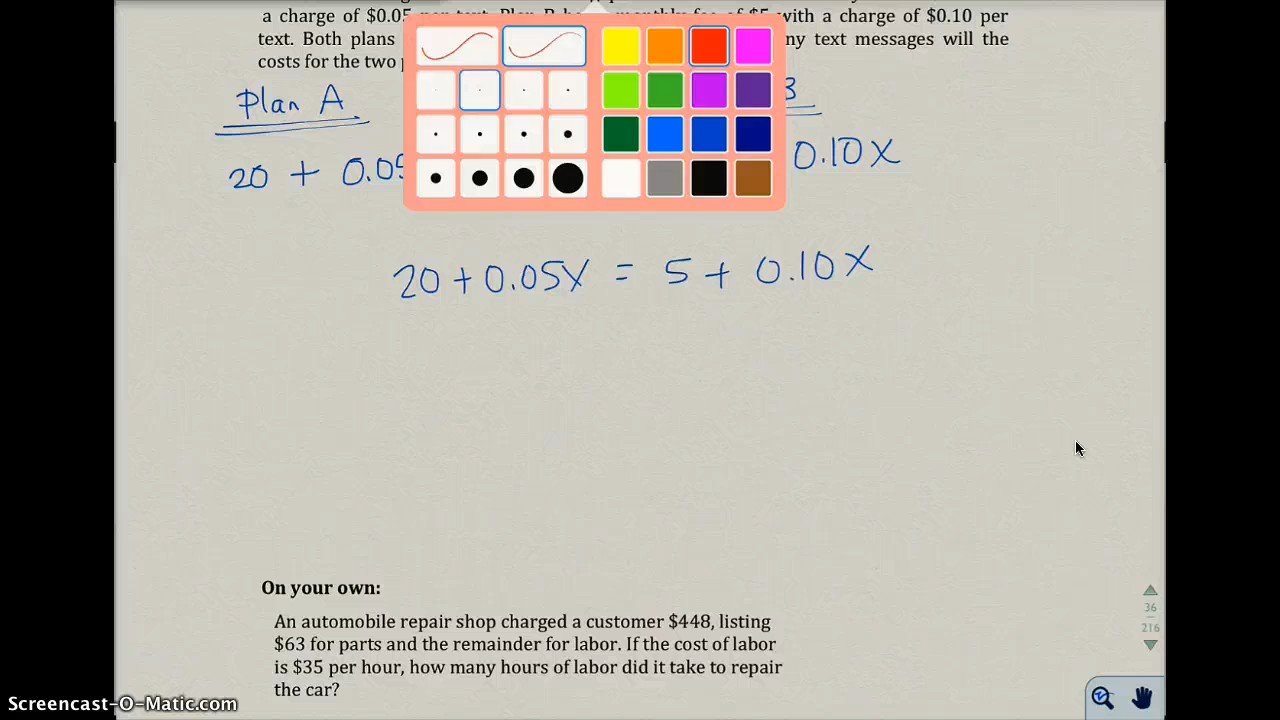 a charge of $0.05 per text. Plan B has a monthly fee of $5 with a charge of $0.10 per
text. Both plans ny text messages will the
costs for the two p
Plan A B
20 + 0.05 0.10X
20 + 0.05X = 5 + 0.10X
On your own:
An automobile repair shop charged a customer $448, listing
$63 for parts and the remainder for labor. If the cost of labor
is $35 per hour, how many hours of labor did it take to repair
the car?
36
216
Screencast-O-Matic.com